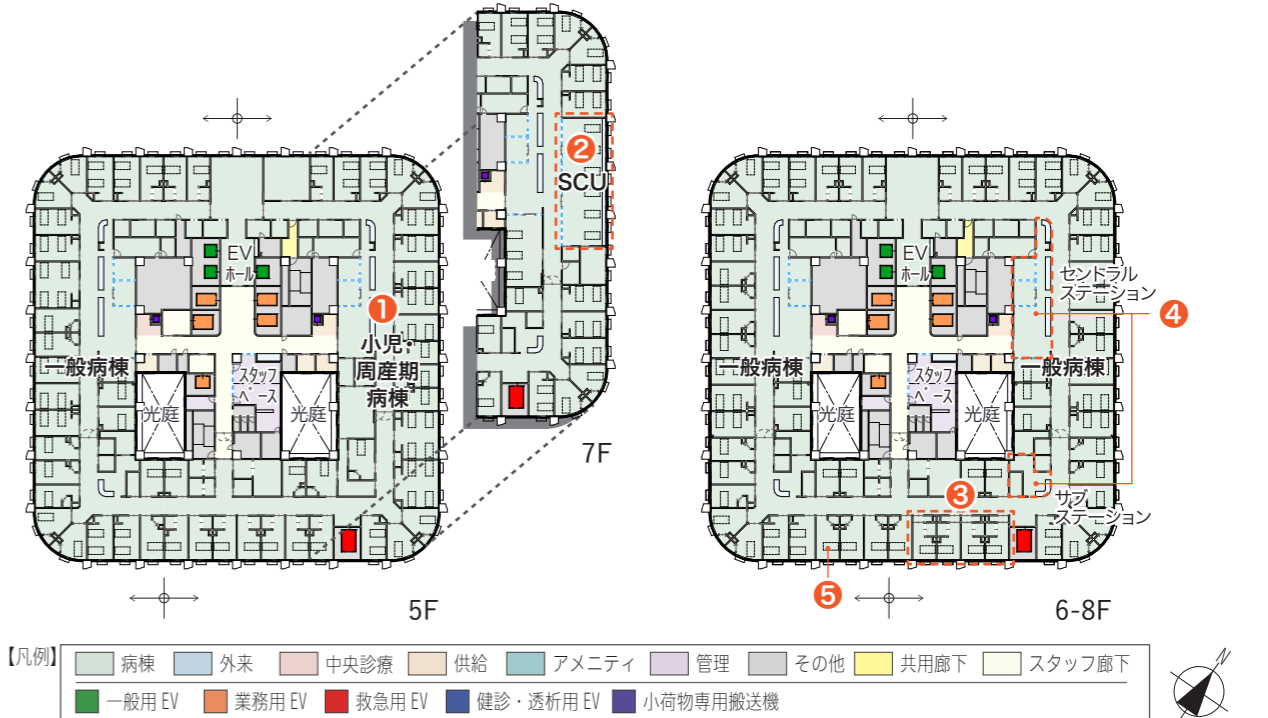 ❷
SCU
7F
EV
ホール
❶
小児・
周産期
病棟
一般病棟
スタッフ
ペース
光庭
光庭
5F
EV
ホール
セントラル
ステーション
❹
一般病棟
一般病棟
スタッフ
ペース
光庭
光庭
❸
サブ
ステーション
❺
6-8F
【凡例】
病棟 外来 中央診療 供給 アメニティ 管理 その他 共用廊下 スタッフ廊下
一般用 EV 業務用 EV 救急用 EV 健診・透析用 EV 小荷物専用搬送機
N